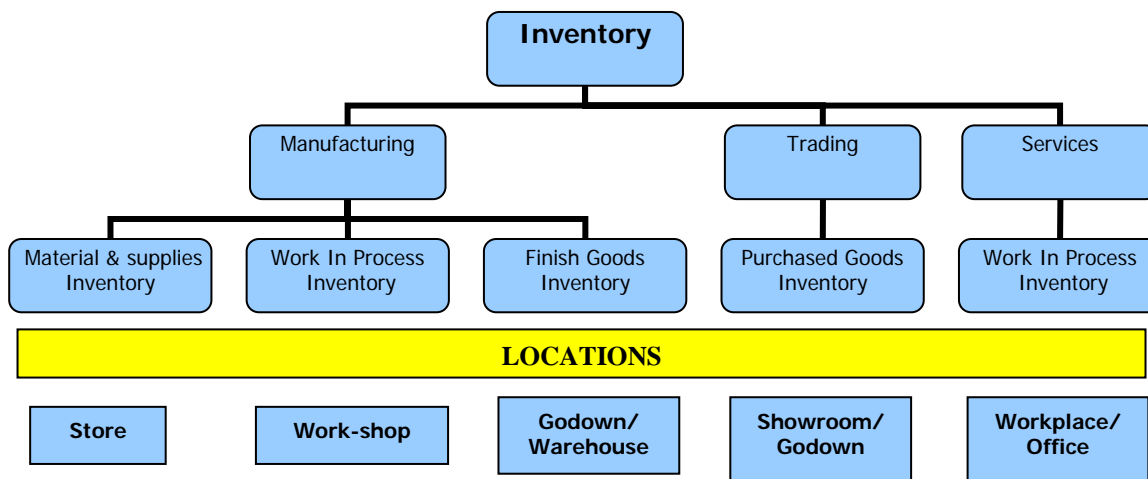 Inventory
Manufacturing
Trading
Services
Material & supplies
Inventory
Work In Process
Inventory
Finish Goods
Inventory
Purchased Goods
Inventory
Work In Process
Inventory
LOCATIONS
Store
Work-shop
Godown/
Warehouse
Showroom/
Godown
Workplace/
Office